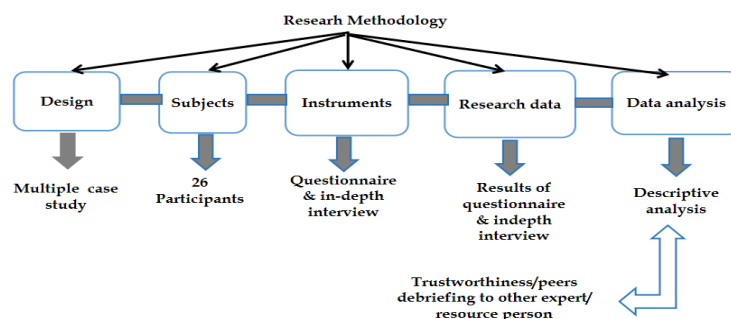 Researh Methodology
Design
Subjects
Instruments
Research data
Data analysis
Multiple case
study
26
Participants
Questionnaire
& in-depth
interview
Results of
questionnaire
& indepth
interview
Descriptive
analysis
Trustworthiness/peers
debriefing to other expert/
resource person